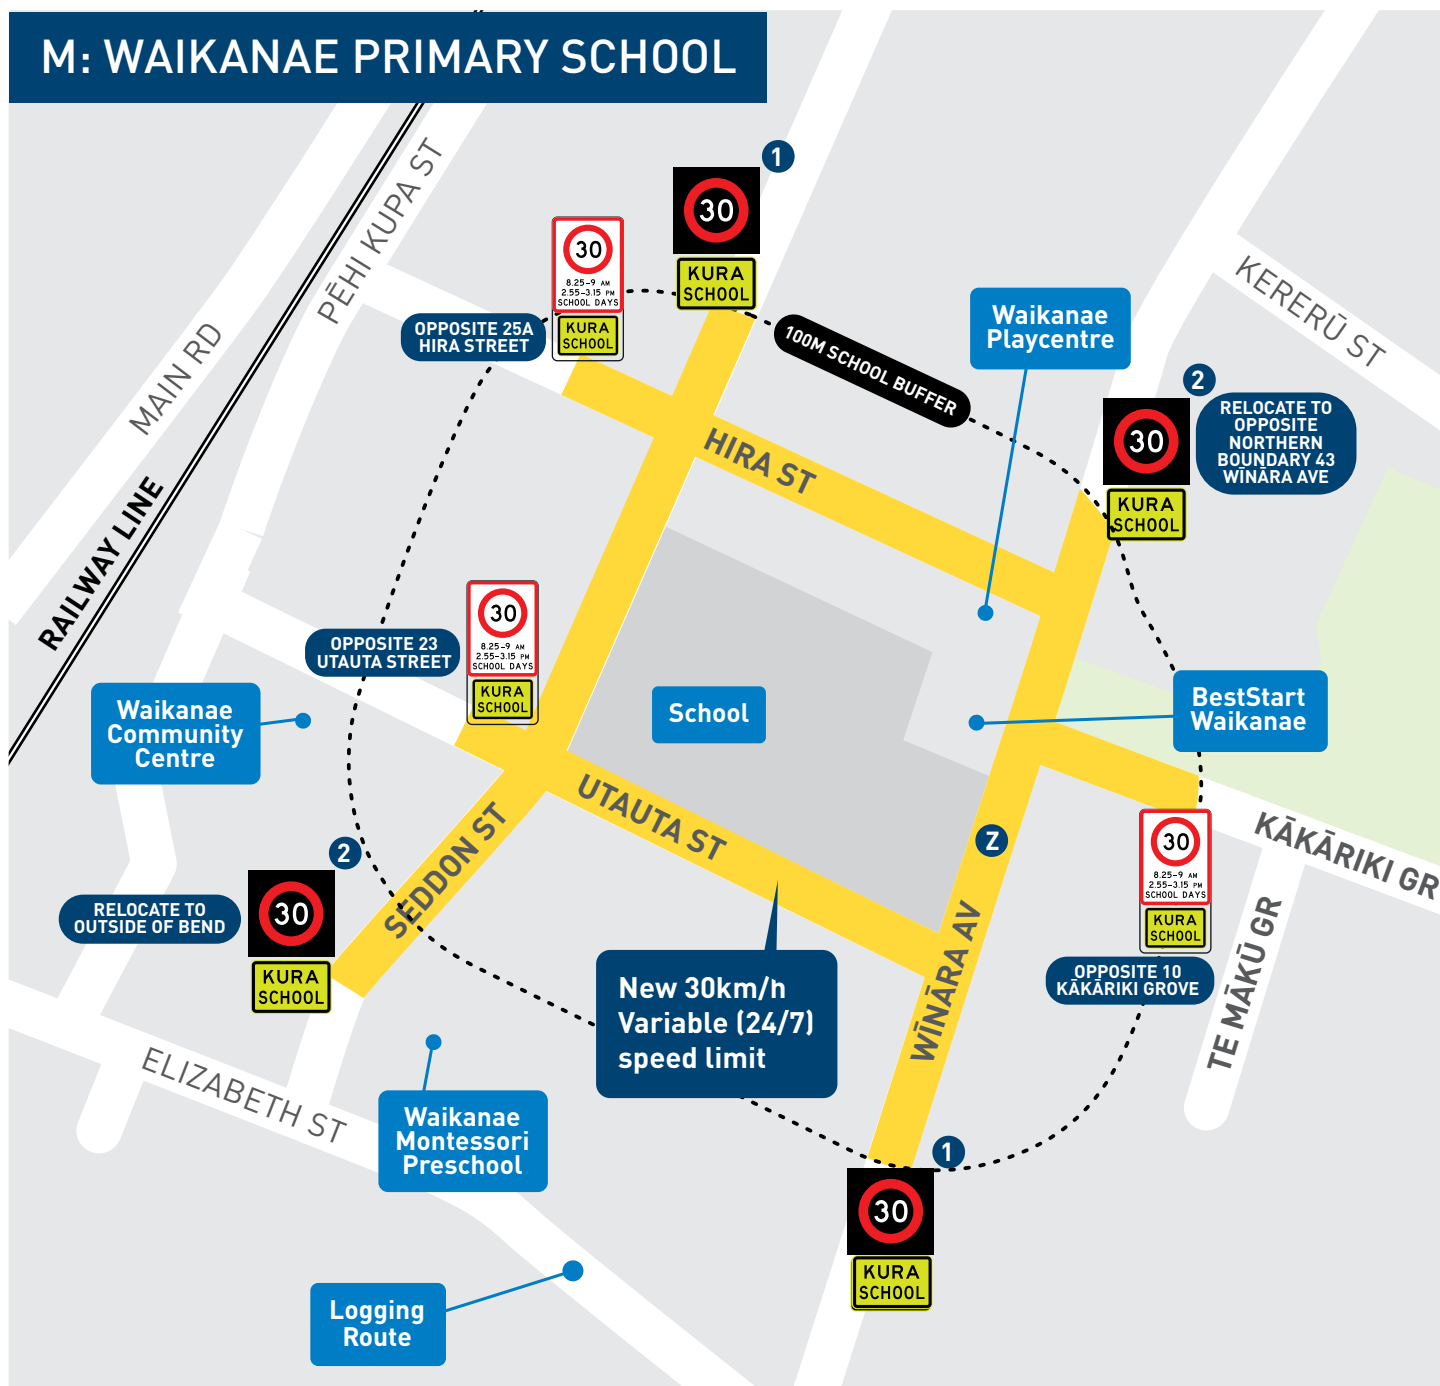 M: WAIKANAE PRIMARY SCHOOL
1
30
KURA
SCHOOL
PĒHI KUPA ST
30
8.25–9 AM
2.55–3.15 PM
SCHOOL DAYS
KURA
SCHOOL
OPPOSITE 25A
HIRA STREET
MAIN RD
RAILWAY LINE
100M SCHOOL BUFFER
Waikanae
Playcentre
KERERŪ ST
2
30
KURA
SCHOOL
RELOCATE TO
OPPOSITE
NORTHERN
BOUNDARY 43
WĪNĀRA AVE
HIRA ST
OPPOSITE 23
UTAUTA STREET
30
8.25–9 AM
2.55–3.15 PM
SCHOOL DAYS
KURA
SCHOOL
Waikanae
Community
Centre
School
BestStart
Waikanae
UTAUTA ST
SEDDON ST
Z
30
8.25–9 AM
2.55–3.15 PM
SCHOOL DAYS
KURA
SCHOOL
OPPOSITE 10
KĀKĀRIKI GROVE
KĀKĀRIKI GR
TE MĀKŪ GR
WĪNĀRA AV
2
RELOCATE TO
OUTSIDE OF BEND
30
KURA
SCHOOL
New 30km/h
Variable (24/7)
speed limit
ELIZABETH ST
Waikanae
Montessori
Preschool
1
30
KURA
SCHOOL
Logging
Route